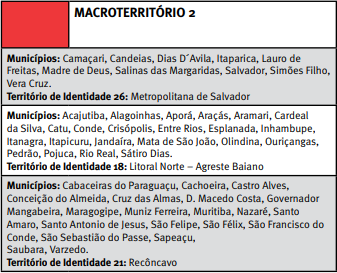 MACROTERRITÓRIO 2
Municípios: Camaçari, Candeias, Dias D´Avila, Itaparica, Lauro de
Freitas, Madre de Deus, Salinas das Margaridas, Salvador, Simões Filho,
Vera Cruz.
Território de Identidade 26: Metropolitana de Salvador
Municípios: Acajutiba, Alagoinhas, Aporá, Araçás, Aramari, Cardeal
da Silva, Catu, Conde, Crisópolis, Entre Rios, Esplanada, Inhambupe,
Itanagra, Itapicuru, Jandaíra, Mata de São João, Olindina, Ouriçangas,
Pedrão, Pojuca, Rio Real, Sátiro Dias.
Território de Identidade 18: Litoral Norte – Agreste Baiano
Municípios: Cabaceiras do Paraguaçu, Cachoeira, Castro Alves,
Conceição do Almeida, Cruz das Almas, D. Macedo Costa, Governador
Mangabeira, Maragogipe, Muniz Ferreira, Muritiba, Nazaré, Santo
Amaro, Santo Antonio de Jesus, São Felipe, São Félix, São Francisco do
Conde, São Sebastião do Passe, Sapeaçu,
Saubara, Varzedo.
Território de Identidade 21: Recôncavo